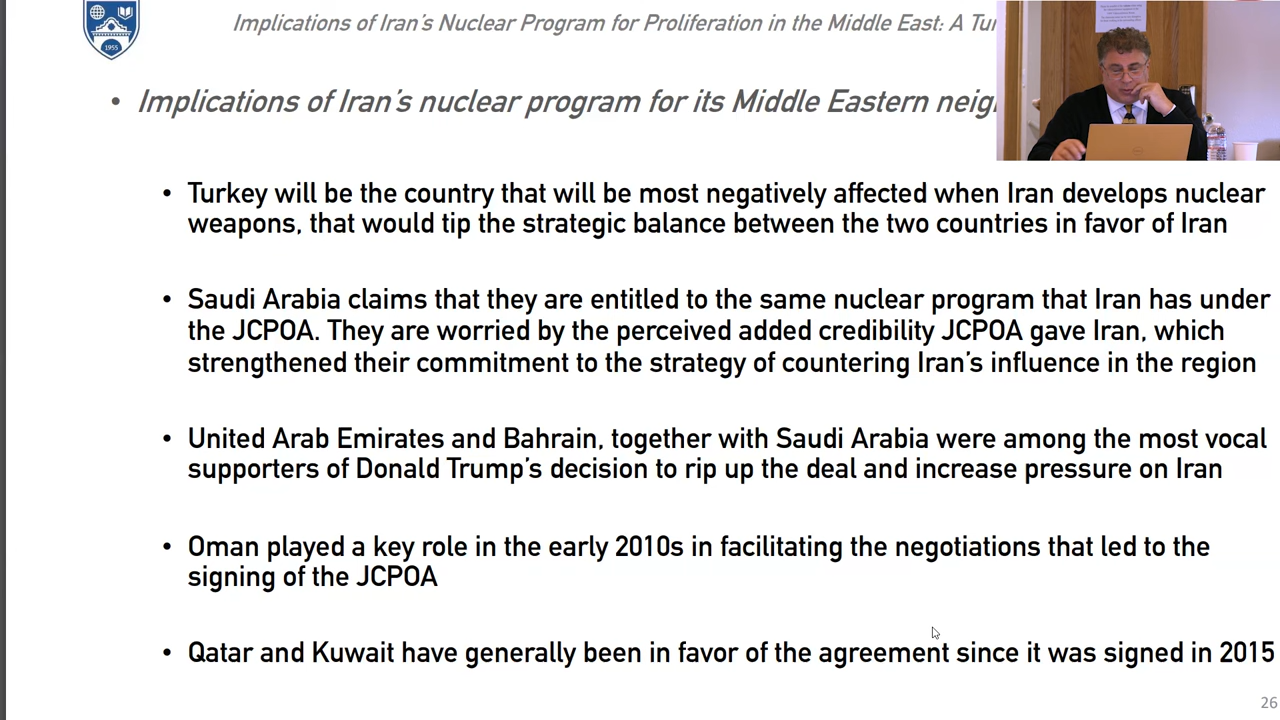 1955
Implications of Iran's Nuclear Program for Proliferation in the Middle East: A
• Implications of Iran's nuclear program for its Middle Eastern
• Turkey will be the country that will be most negatively affected when Iran develops nuclear
weapons, that would tip the strategic balance between the two countries in favor of Iran
• Saudi Arabia claims that they are entitled to the same nuclear program that Iran has under
the JCPOA. They are worried by the perceived added credibility JCPOA gave Iran, which
strengthened their commitment to the strategy of countering Iran's influence in the region
• United Arab Emirates and Bahrain, together with Saudi Arabia were among the most vocal
supporters of Donald Trump's decision to rip up the deal and increase pressure on Iran
• Oman played a key role in the early 2010s in facilitating the negotiations that led to the
signing of the JCPOA
• Qatar and Kuwait have generally been in favor of the agreement since it was signed in 2015
26